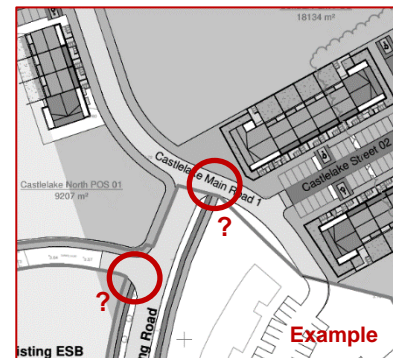 18134 m²
Castlelake Main Road 1
Castlelake Street 02
Castlelake North POS 01
9207 m²
?
?
ng Road
isting ESB
Example